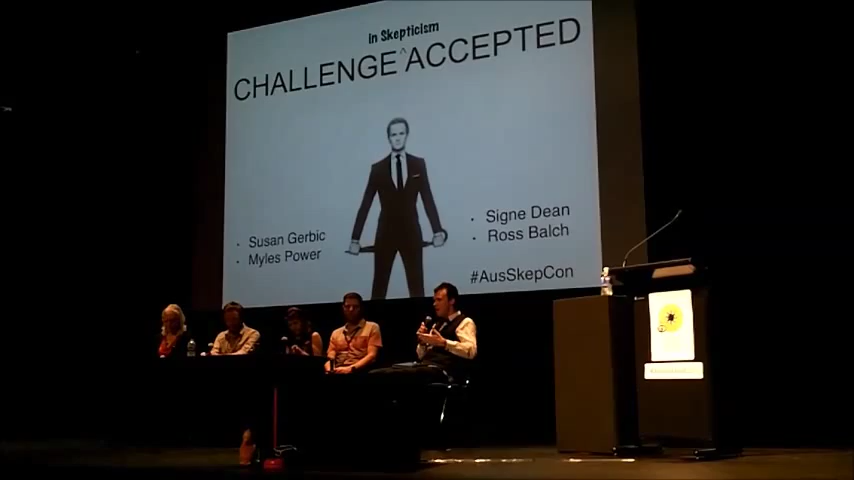 in Skepticism
CHALLENGE ^ ACCEPTED
• Susan Gerbic
• Myles Power
• Signe Dean
• Ross Balch
#AusSkepCon